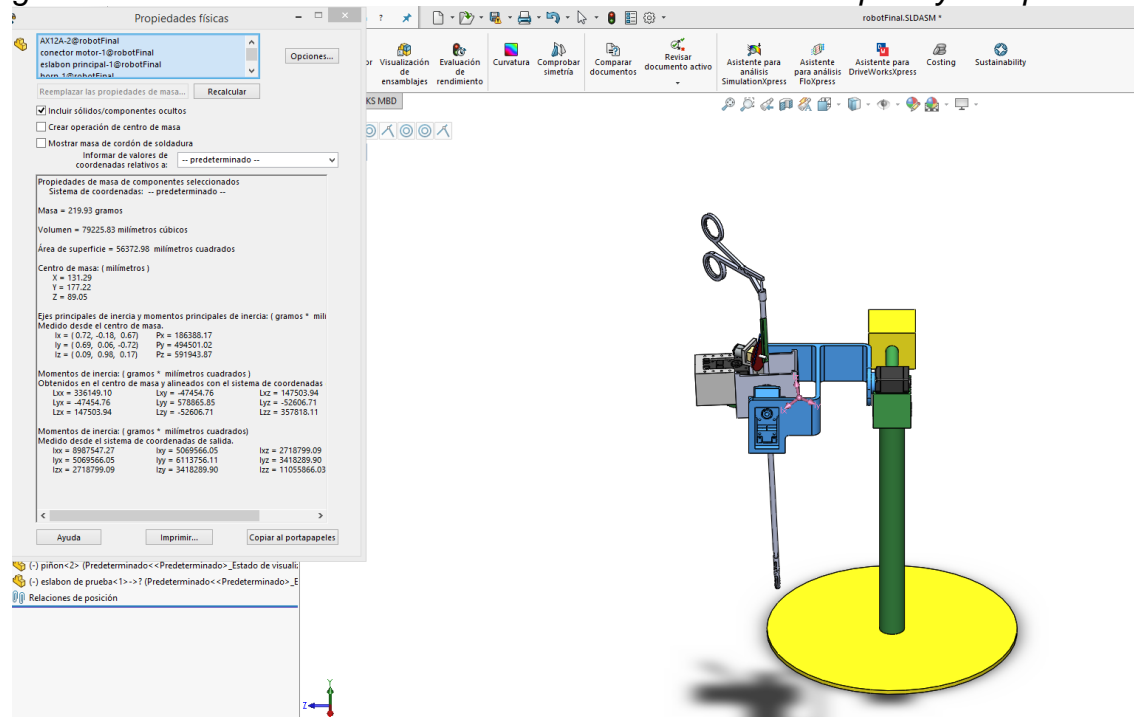 Propiedades físicas
robotFinal.SLDASM *
AX12A-2@robotFinal
conector motor-1@robotFinal
eslabon principal-1@robotFinal
horn-1@robotFinal
Opciones...
Reemplazar las propiedades de masa...
Recalcular
Incluir sólidos/componentes ocultos
Crear operación de centro de masa
Mostrar masa de cordón de soldadura
Informar de valores de
coordenadas relativos a:
-- predeterminado --
Propiedades de masa de componentes seleccionados
Sistema de coordenadas: -- predeterminado --
Masa = 219.93 gramos
Volumen = 79225.83 milímetros cúbicos
Área de superficie = 56372.98 milímetros cuadrados
Centro de masa: ( milímetros )
X = 131.29
Y = 177.22
Z = 89.05
Ejes principales de inercia y momentos principales de inercia: ( gramos * mili
Medido desde el centro de masa.
Ix = ( 0.72, -0.18, 0.67) Px = 186388.17
Iy = ( 0.69, 0.06, -0.72) Py = 494501.02
Iz = ( 0.09, 0.98, 0.17) Pz = 591943.87
Momentos de inercia: ( gramos * milímetros cuadrados )
Obtenidos en el centro de masa y alineados con el sistema de coordenadas
Lxx = 336149.10 Lxy = -47454.76 Lxz = 147503.94
Lyx = -47454.76 Lyy = 578865.85 Lyz = -52606.71
Lzx = 147503.94 Lzy = -52606.71 Lzz = 357818.11
Momentos de inercia: ( gramos * milímetros cuadrados)
Medido desde el sistema de coordenadas de salida.
Ixx = 8987547.27 Ixy = 5069566.05 Ixz = 2718799.09
Iyx = 5069566.05 Iyy = 6113756.11 Iyz = 3418289.90
Izx = 2718799.09 Izy = 3418289.90 Izz = 11055866.03
Ayuda
Imprimir...
Copiar al portapapeles
or Visualización
de
ensamblajes
Evaluación
de
rendimiento
Curvatura
Comprobar
simetría
Comparar
documentos
Revisar
documento activo
Asistente para
análisis
SimulationXpress
Asistente
para análisis
FloXpress
Asistente para
DriveWorksXpress
Costing
Sustainability
KS MBD
(-) piñon<2> (Predeterminado<<Predeterminado>_Estado de visuali:
(-) eslabon de prueba<1>->? (Predeterminado<<Predeterminado>_E
Relaciones de posición
Y
Z